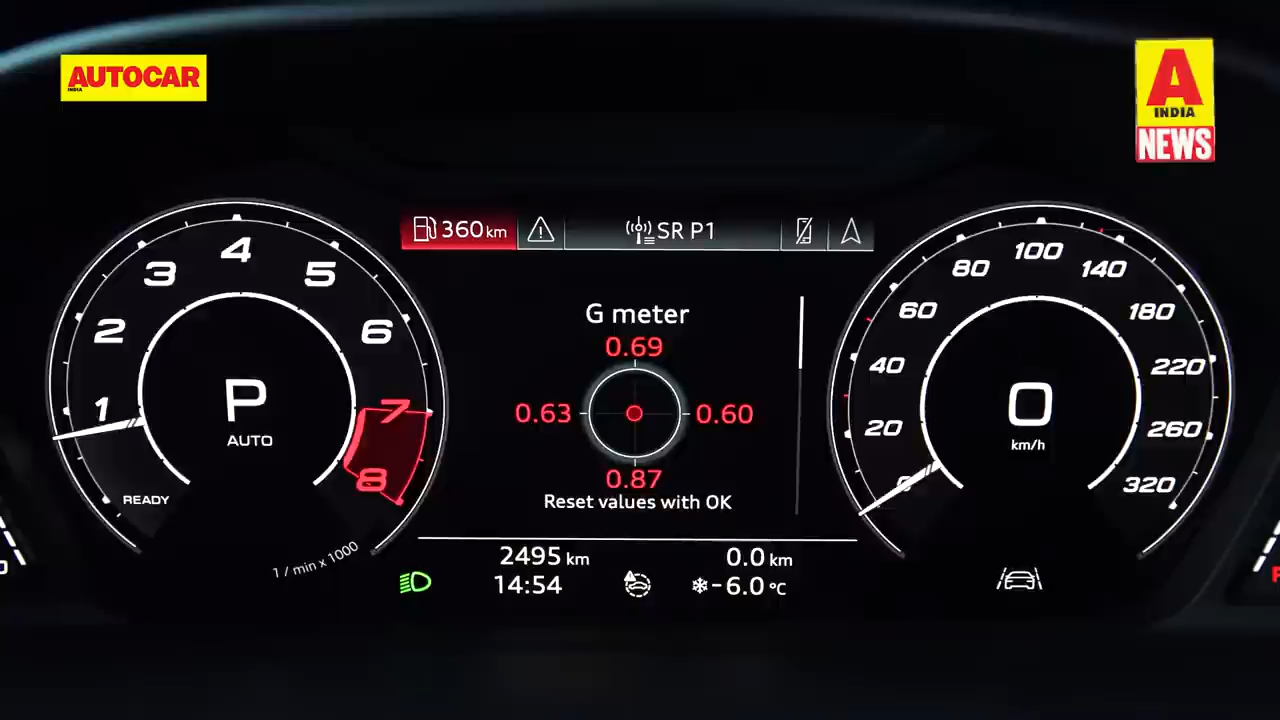 AUTOCAR
INDIA
A
INDIA
NEWS
360 km
SR P1
1
2
3
4
5
6
7
8
P
AUTO
READY
1 / min x 1000
G meter
0.69
0.63
0.60
0.87
Reset values with OK
2495 km
0.0 km
14:54
-6.0 °C
0
20
40
60
80
100
140
180
220
260
320
0
km/h